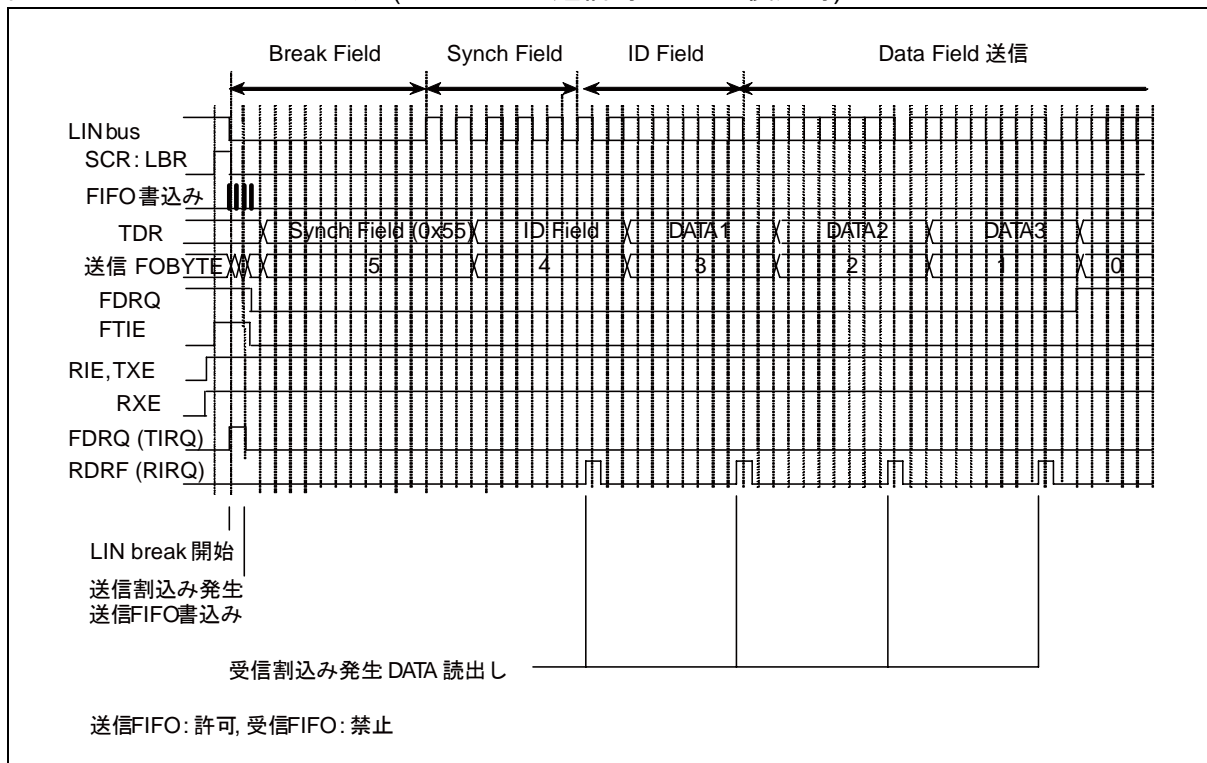 Break Field Synch Field ID Field Data Field 送信
LINbus
SCR: LBR
FIFO書込み
TDR Synch Field (0x55) ID Field DATA1 DATA2 DATA3
送信 FOBYTE 5 4 3 2 1 0
FDRQ
FTIE
RIE,TXE
RXE
FDRQ (TIRQ)
RDRF (RIRQ)
LIN break 開始
送信割込み発生
送信FIFO書込み
受信割込み発生 DATA 読出し
送信FIFO: 許可, 受信FIFO: 禁止